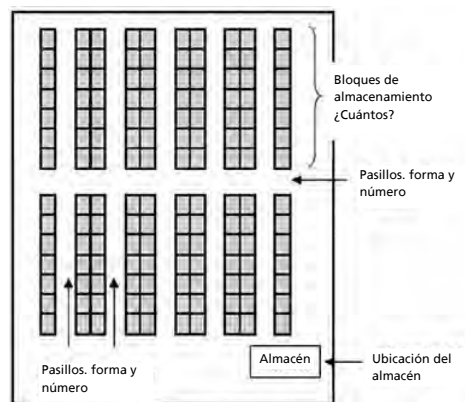 Bloques de
almacenamiento
¿Cuántos?
Pasillos. forma y
número
Almacén
Ubicación del
almacén
Pasillos. forma y
número